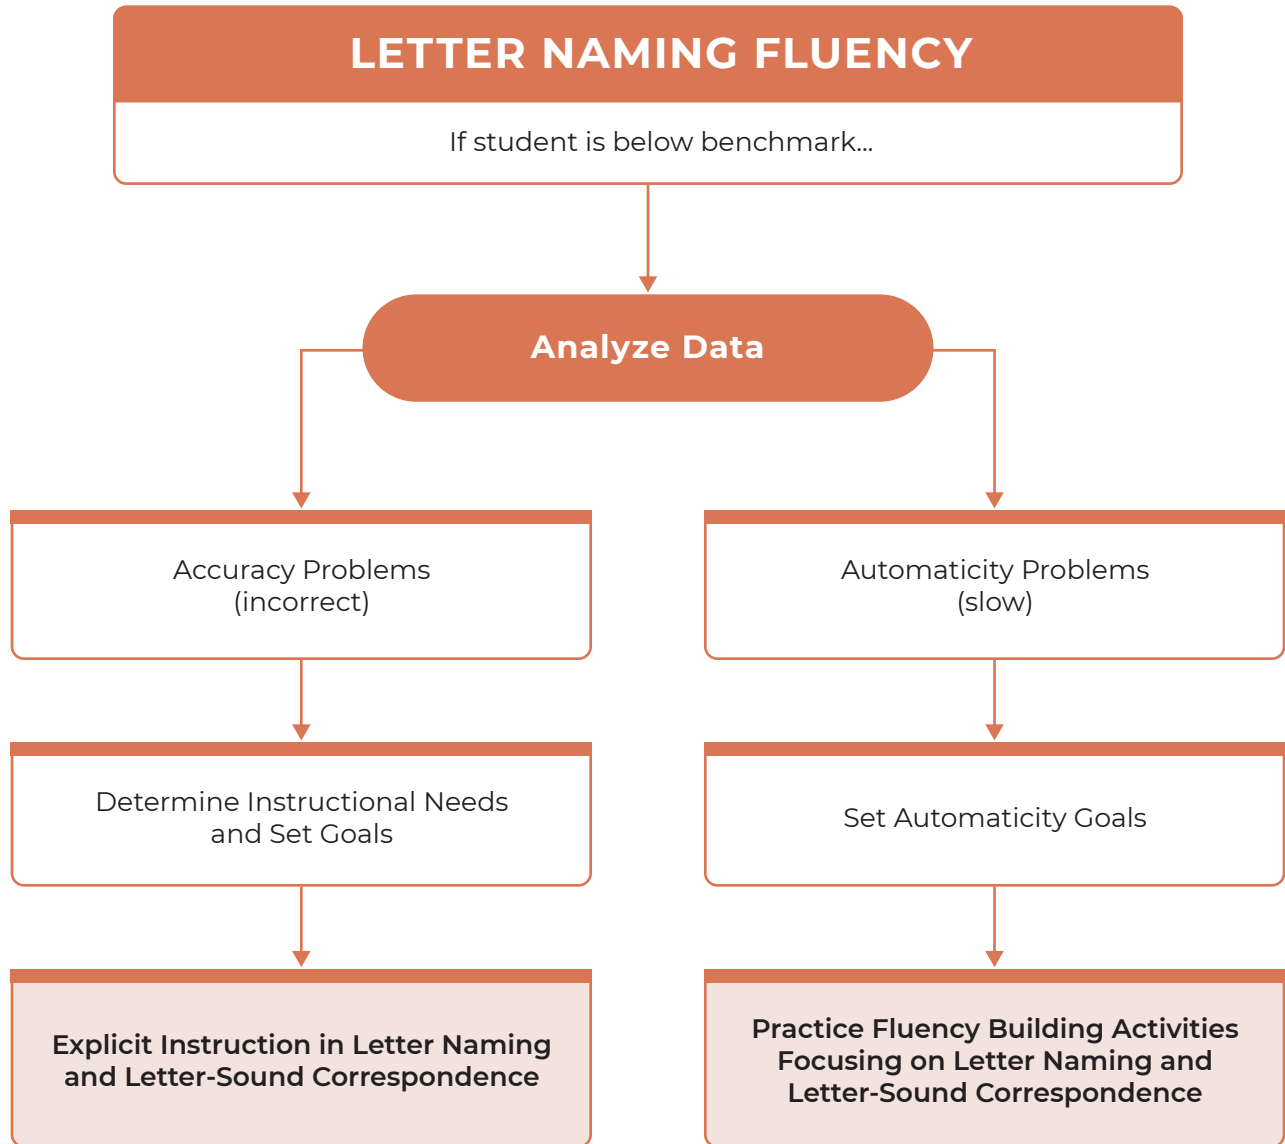 LETTER NAMING FLUENCY
If student is below benchmark...
Analyze Data
Accuracy Problems
(incorrect)
Automaticity Problems
(slow)
Determine Instructional Needs
and Set Goals
Set Automaticity Goals
Explicit Instruction in Letter Naming
and Letter-Sound Correspondence
Practice Fluency Building Activities
Focusing on Letter Naming and
Letter-Sound Correspondence